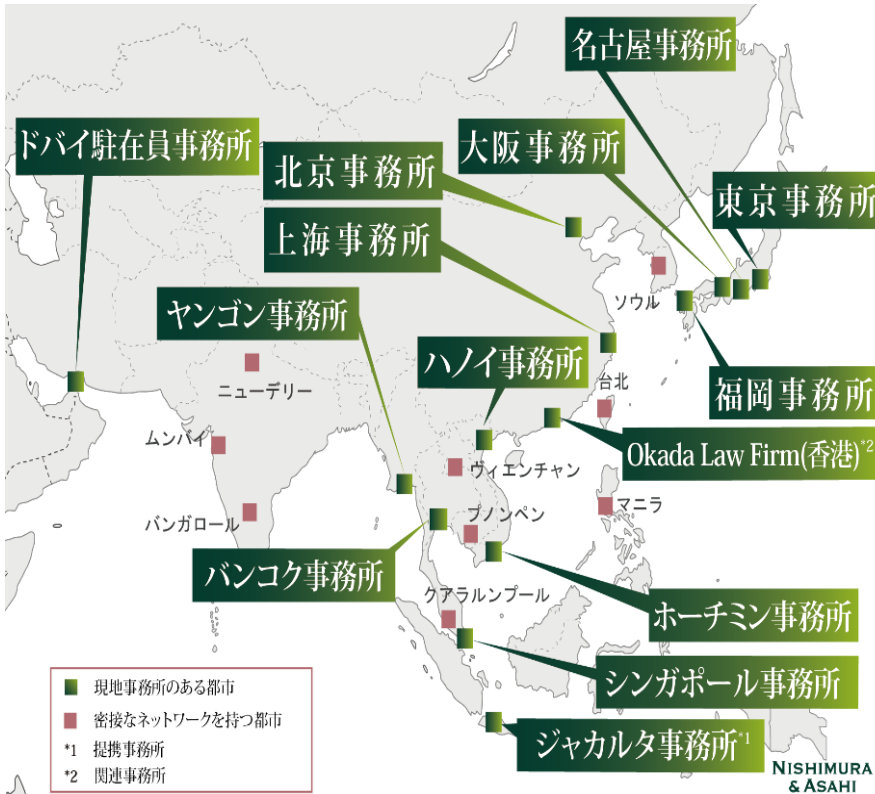 名古屋事務所
ドバイ駐在員事務所
大阪事務所
北京事務所
東京事務所
上海事務所
ソウル
ヤンゴン事務所
ハノイ事務所
台北
ニューデリー
福岡事務所
ムンバイ
Okada Law Firm(香港)*2
ヴィエンチャン
マニラ
バンガロール
プノンペン
バンコク事務所
クアラルンプール
ホーチミン事務所
シンガポール事務所
ジャカルタ事務所*1
現地事務所のある都市
密接なネットワークを持つ都市
*1 提携事務所
*2 関連事務所
NISHIMURA
& ASAHI